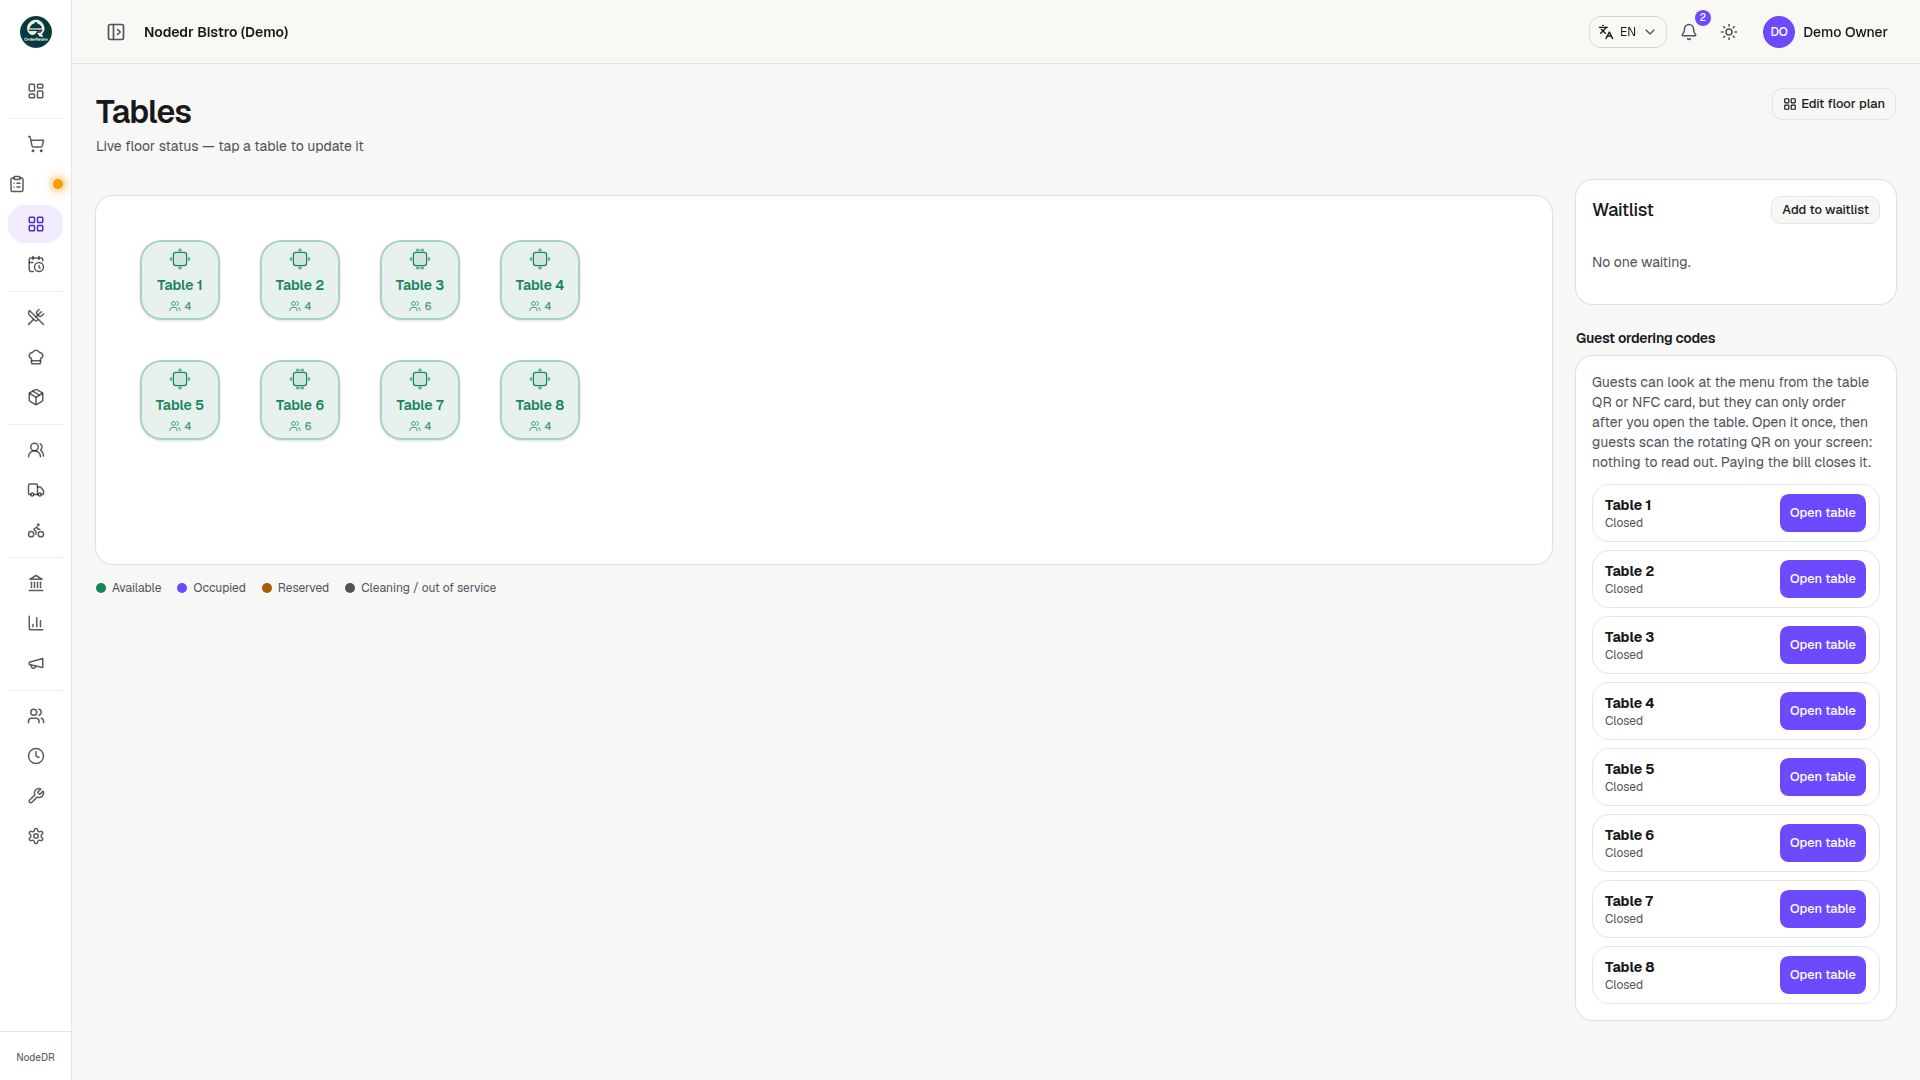 Nodedr Bistro (Demo)
EN
2
DO
Demo Owner
Tables
Live floor status — tap a table to update it
Edit floor plan
Table 1
4
Table 2
4
Table 3
6
Table 4
4
Table 5
4
Table 6
6
Table 7
4
Table 8
4
Available
Occupied
Reserved
Cleaning / out of service
Waitlist
Add to waitlist
No one waiting.
Guest ordering codes
Guests can look at the menu from the table
QR or NFC card, but they can only order
after you open the table. Open it once, then
guests scan the rotating QR on your screen:
nothing to read out. Paying the bill closes it.
Table 1
Closed
Open table
Table 2
Closed
Open table
Table 3
Closed
Open table
Table 4
Closed
Open table
Table 5
Closed
Open table
Table 6
Closed
Open table
Table 7
Closed
Open table
Table 8
Closed
Open table
NodeDR